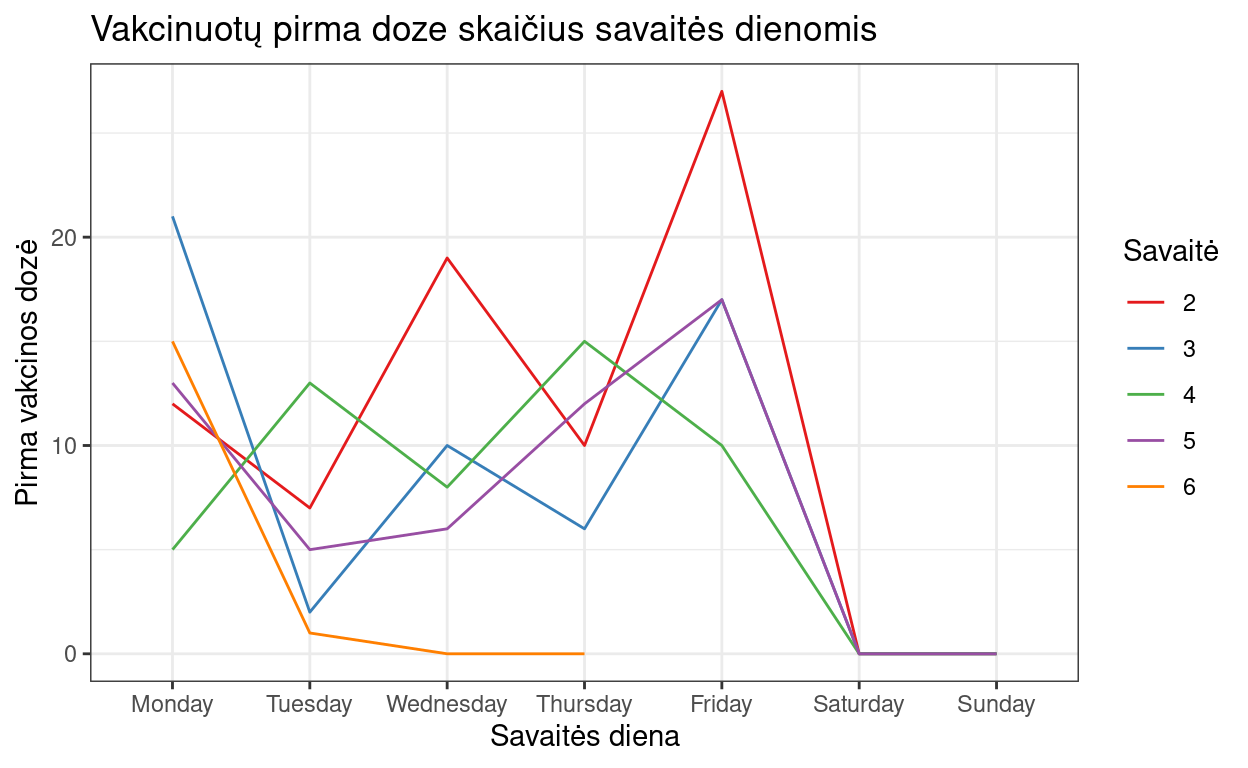 Vakcinuotų pirma doze skaičius savaitės dienomis
Pirma vakcinos dozė
20
10
0
Monday Tuesday Wednesday Thursday Friday Saturday Sunday
Savaitės diena
Savaitė
2
3
4
5
6